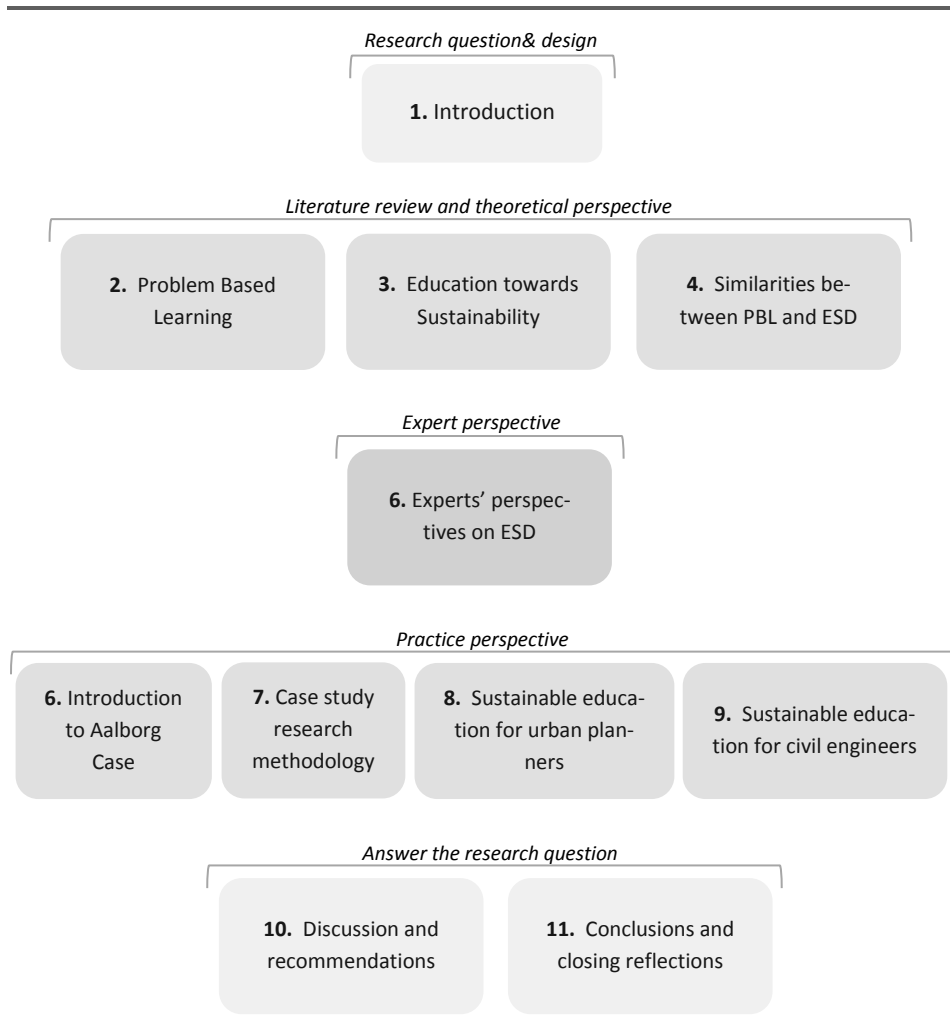 Research question& design
1. Introduction
Literature review and theoretical perspective
2. Problem Based
Learning
3. Education towards
Sustainability
4. Similarities be-
tween PBL and ESD
Expert perspective
6. Experts’ perspec-
tives on ESD
Practice perspective
6. Introduction
to Aalborg
Case
7. Case study
research
methodology
8. Sustainable educa-
tion for urban plan-
ners
9. Sustainable educa-
tion for civil engineers
Answer the research question
10. Discussion and
recommendations
11. Conclusions and
closing reflections